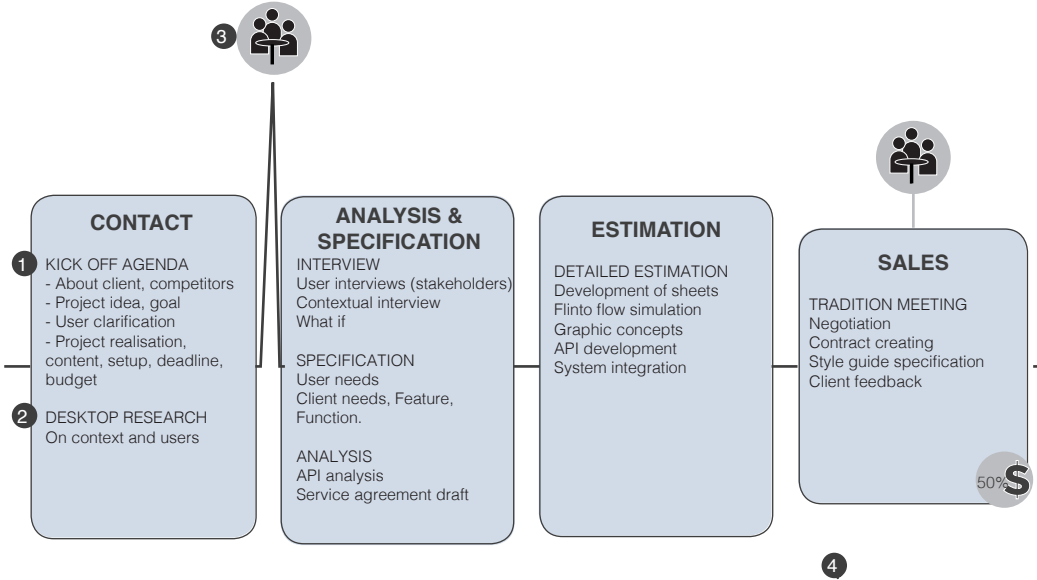 3
CONTACT
1
KICK OFF AGENDA
- About client, competitors
- Project idea, goal
- User clarification
- Project realisation,
content, setup, deadline,
budget
2
DESKTOP RESEARCH
On context and users
ANALYSIS &
SPECIFICATION
INTERVIEW
User interviews (stakeholders)
Contextual interview
What if
SPECIFICATION
User needs
Client needs, Feature,
Function.
ANALYSIS
API analysis
Service agreement draft
ESTIMATION
DETAILED ESTIMATION
Development of sheets
Flinto flow simulation
Graphic concepts
API development
System integration
SALES
TRADITION MEETING
Negotiation
Contract creating
Style guide specification
Client feedback
50% $
4